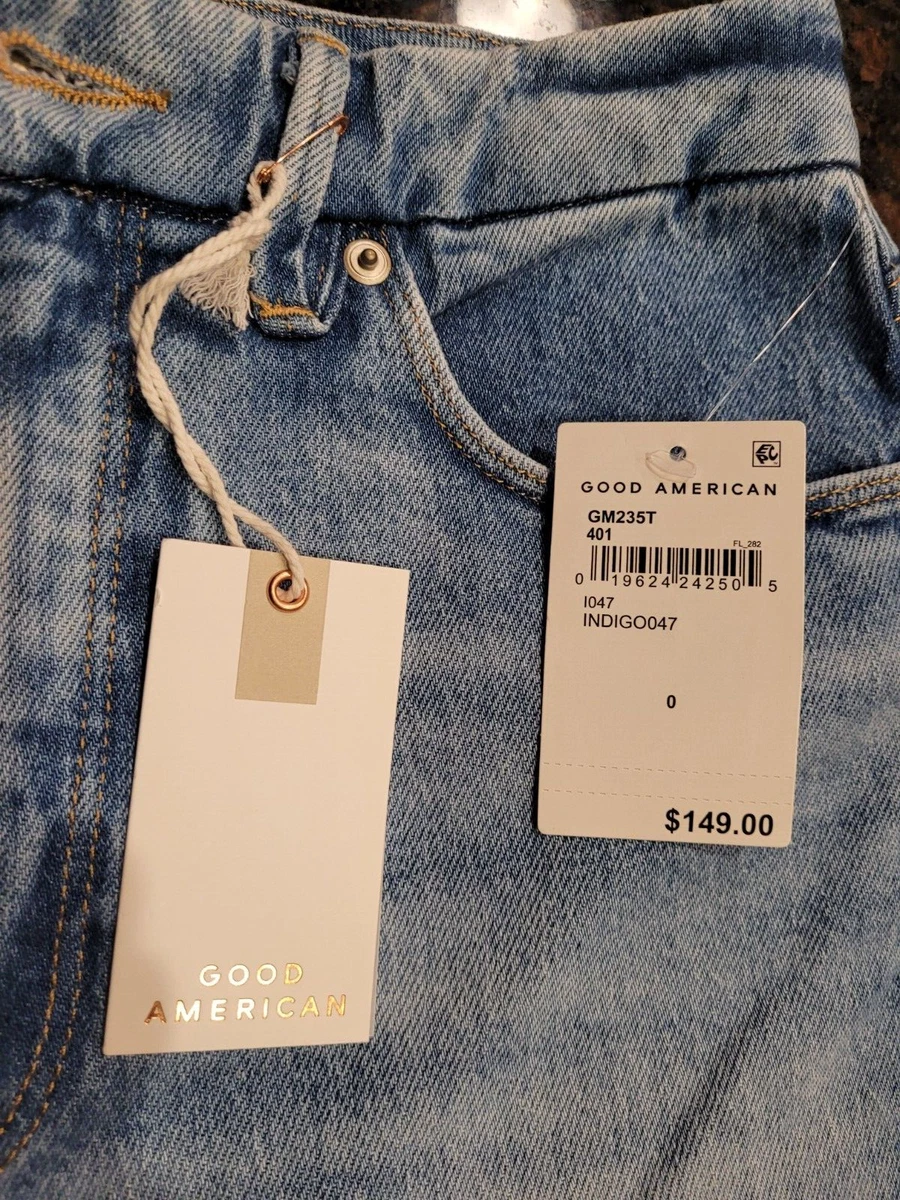 GOOD AMERICAN
GM235T
401
FL_282
0 19624 24250 5
I047
INDIGO047
0
$149.00
GOOD
AMERICAN